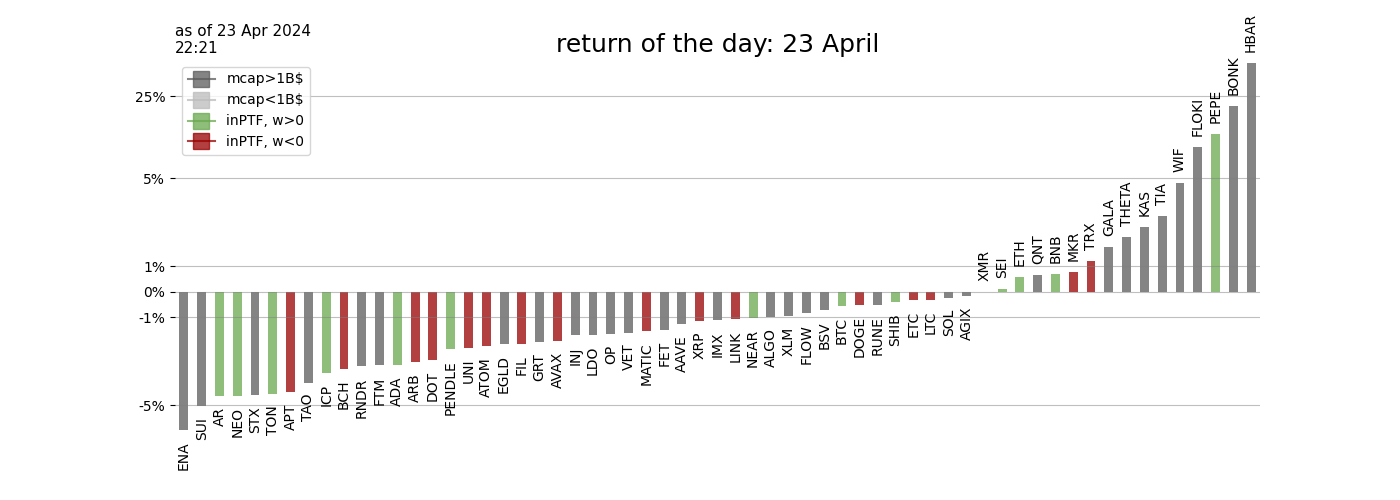 as of 23 Apr 2024
22:21
return of the day: 23 April
mcap>1B$
mcap<1B$
inPTF, w>0
inPTF, w<0
25%
5%
1%
0%
-1%
-5%
ENA
SUI
AR
NEO
STX
TON
APT
TAO
ICP
BCH
RNDR
FTM
ADA
ARB
DOT
PENDLE
UNI
ATOM
EGLD
FIL
GRT
AVAX
INJ
LDO
OP
VET
MATIC
FET
AAVE
XRP
IMX
LINK
NEAR
ALGO
XLM
FLOW
BSV
BTC
DOGE
RUNE
SHIB
ETC
LTC
SOL
AGIX
XMR
SEI
ETH
QNT
BNB
MKR
TRX
GALA
THETA
KAS
TIA
WIF
FLOKI
PEPE
BONK
HBAR